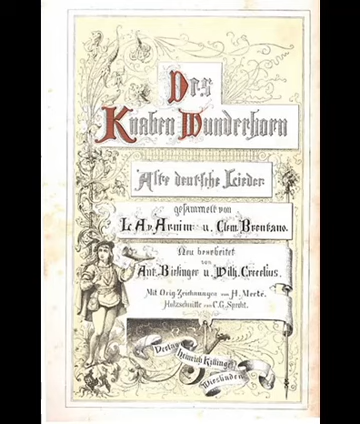 Des
Knaben Wunderhorn
Alte deutsche Lieder
gesammelt von
L. A. v. Arnim u. Clem. Brentano.
Neu bearbeitet
von
Ant. Birlinger u. Wilh. Crecelius.
Mit Orig. Zeichnungen von H. Merté.
Holzschnitte von C. G. Specht.
Verlag
Heinrich Killinger
Wiesbaden